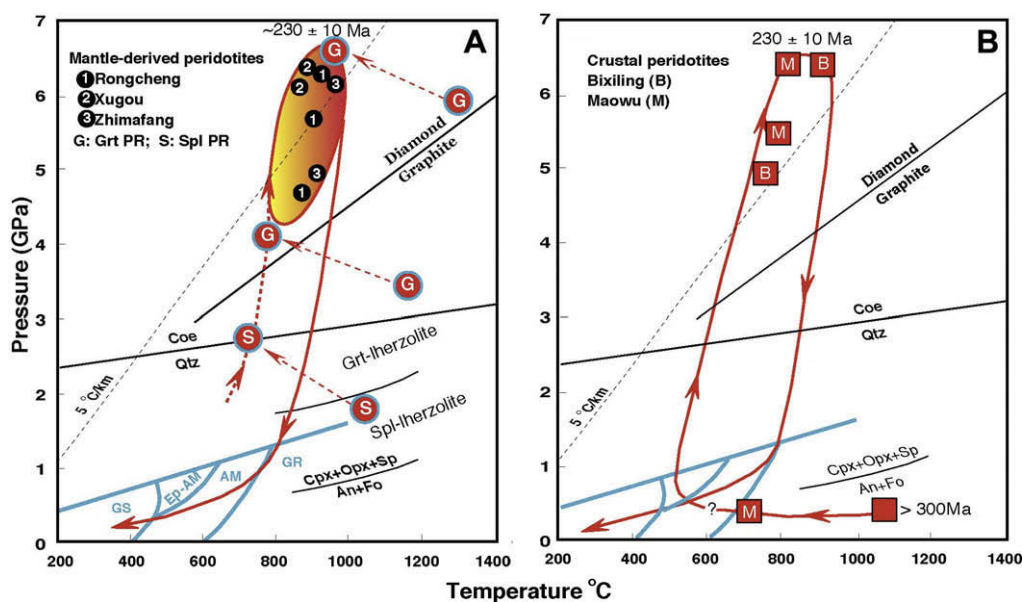 7
6
5
4
3
2
1
0
Pressure (GPa)
~230 ± 10 Ma
A
Mantle-derived peridotites
1 Rongcheng
2 Xugou
3 Zhimafang
G: Grt PR; S: Spl PR
G
G
2
1
2
3
1
3
1
Diamond
Graphite
G
G
S
Coe
Qtz
Grt-lherzolite
S
Spl-lherzolite
5 °C/km
GS
Ep-AM
AM
GR
Cpx+Opx+Sp
An+Fo
200
400
600
800
1000
1200
1400
7
6
5
4
3
2
1
0
230 ± 10 Ma
B
Crustal peridotites
Bixiling (B)
Maowu (M)
M
B
M
B
Diamond
Graphite
Coe
Qtz
5 °C/km
Cpx+Opx+Sp
An+Fo
?
M
> 300Ma
200
400
600
800
1000
1200
1400
Temperature °C